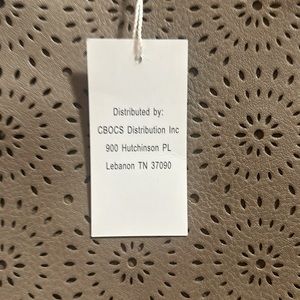 Distributed by:
CBOCS Distribution Inc
900 Hutchinson PL
Lebanon TN 37090